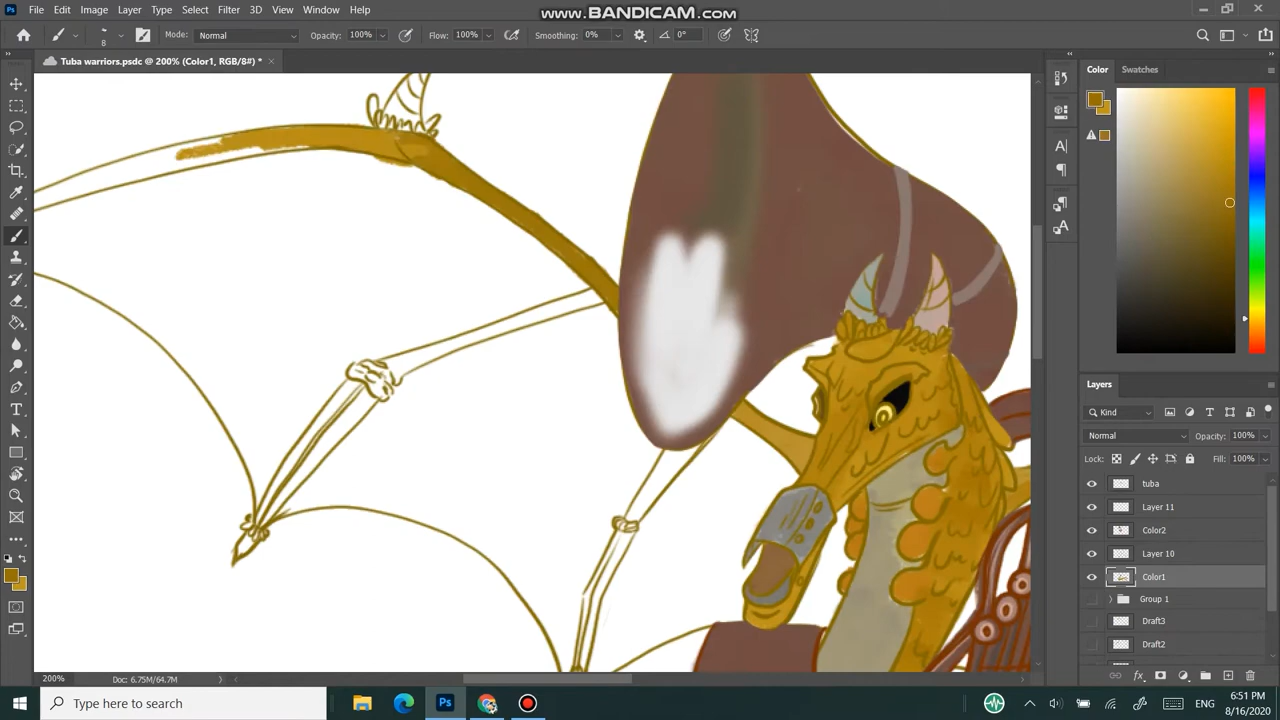 www.BANDICAM.com
Ps File Edit Image Layer Type Select Filter 3D View Window Help
8 Mode: Normal Opacity: 100% Flow: 100% Smoothing: 0% 0°
Tuba warriors.psdc @ 200% (Color1, RGB/8#) *
Color Swatches
Layers
Kind
Normal Opacity: 100%
Lock: Fill: 100%
tuba
Layer 11
Color2
Layer 10
Color1
Group 1
Draft3
Draft2
200% Doc: 6.75M/64.7M
Type here to search
Ps
6:51 PM
8/16/2020